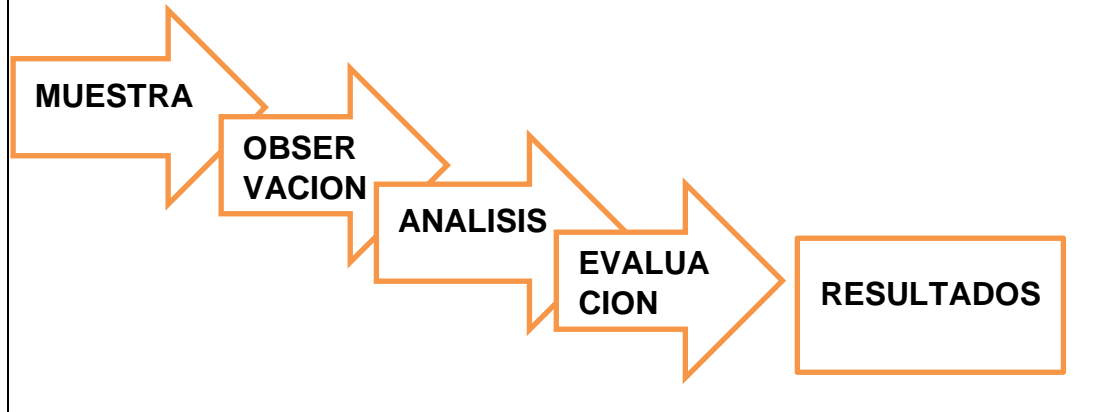 MUESTRA
OBSER
VACION
ANALISIS
EVALUA
CION
RESULTADOS